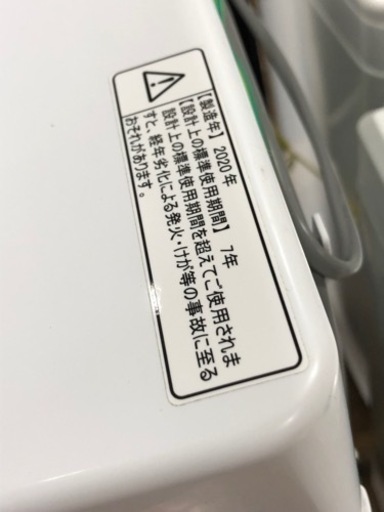 【製造年】 2020年
【設計上の標準使用期間】 7年
設計上の標準使用期間を超えてご使用されま
すと、経年劣化による発火・けが等の事故に至る
おそれがあります。